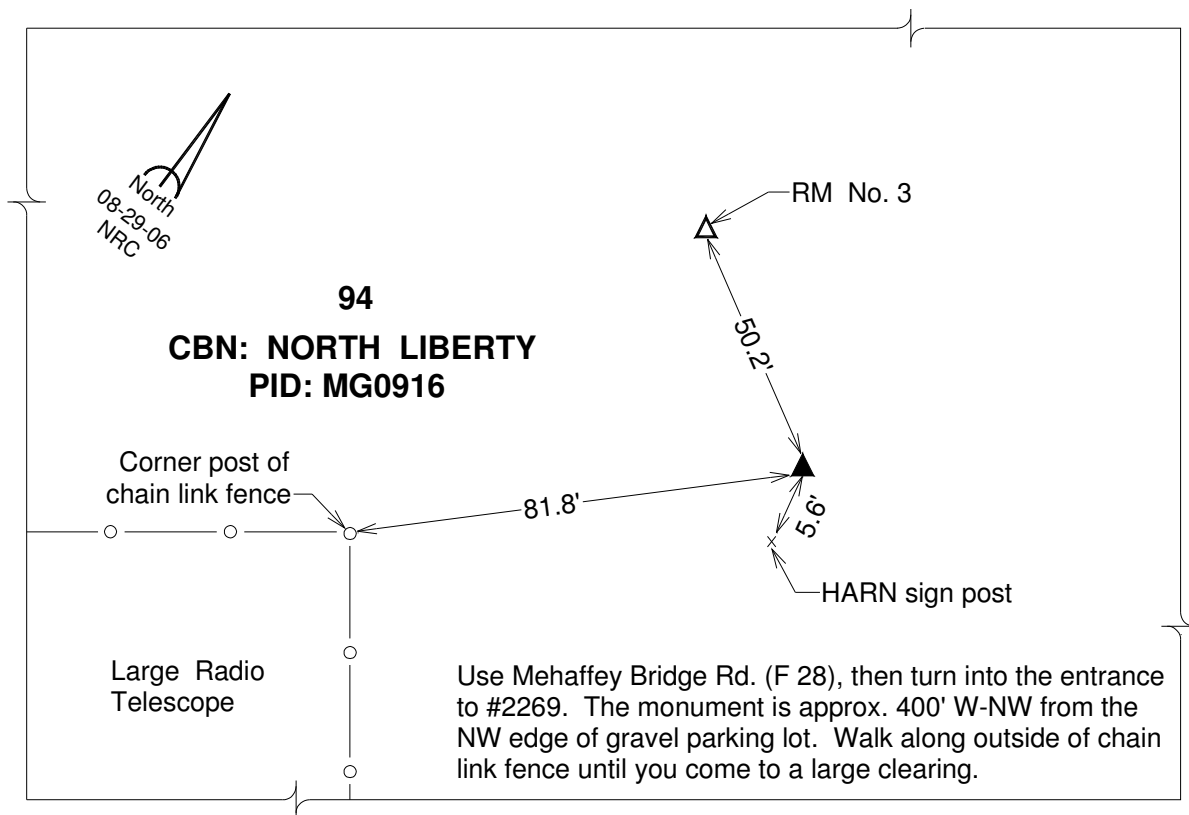 RM No. 3
North
08-29-06
NRC
94
CBN: NORTH LIBERTY
PID: MG0916
50.2'
Corner post of
chain link fence
81.8'
5.6'
x
HARN sign post
Large Radio
Telescope
Use Mehaffey Bridge Rd. (F 28), then turn into the entrance
to #2269. The monument is approx. 400' W-NW from the
NW edge of gravel parking lot. Walk along outside of chain
link fence until you come to a large clearing.